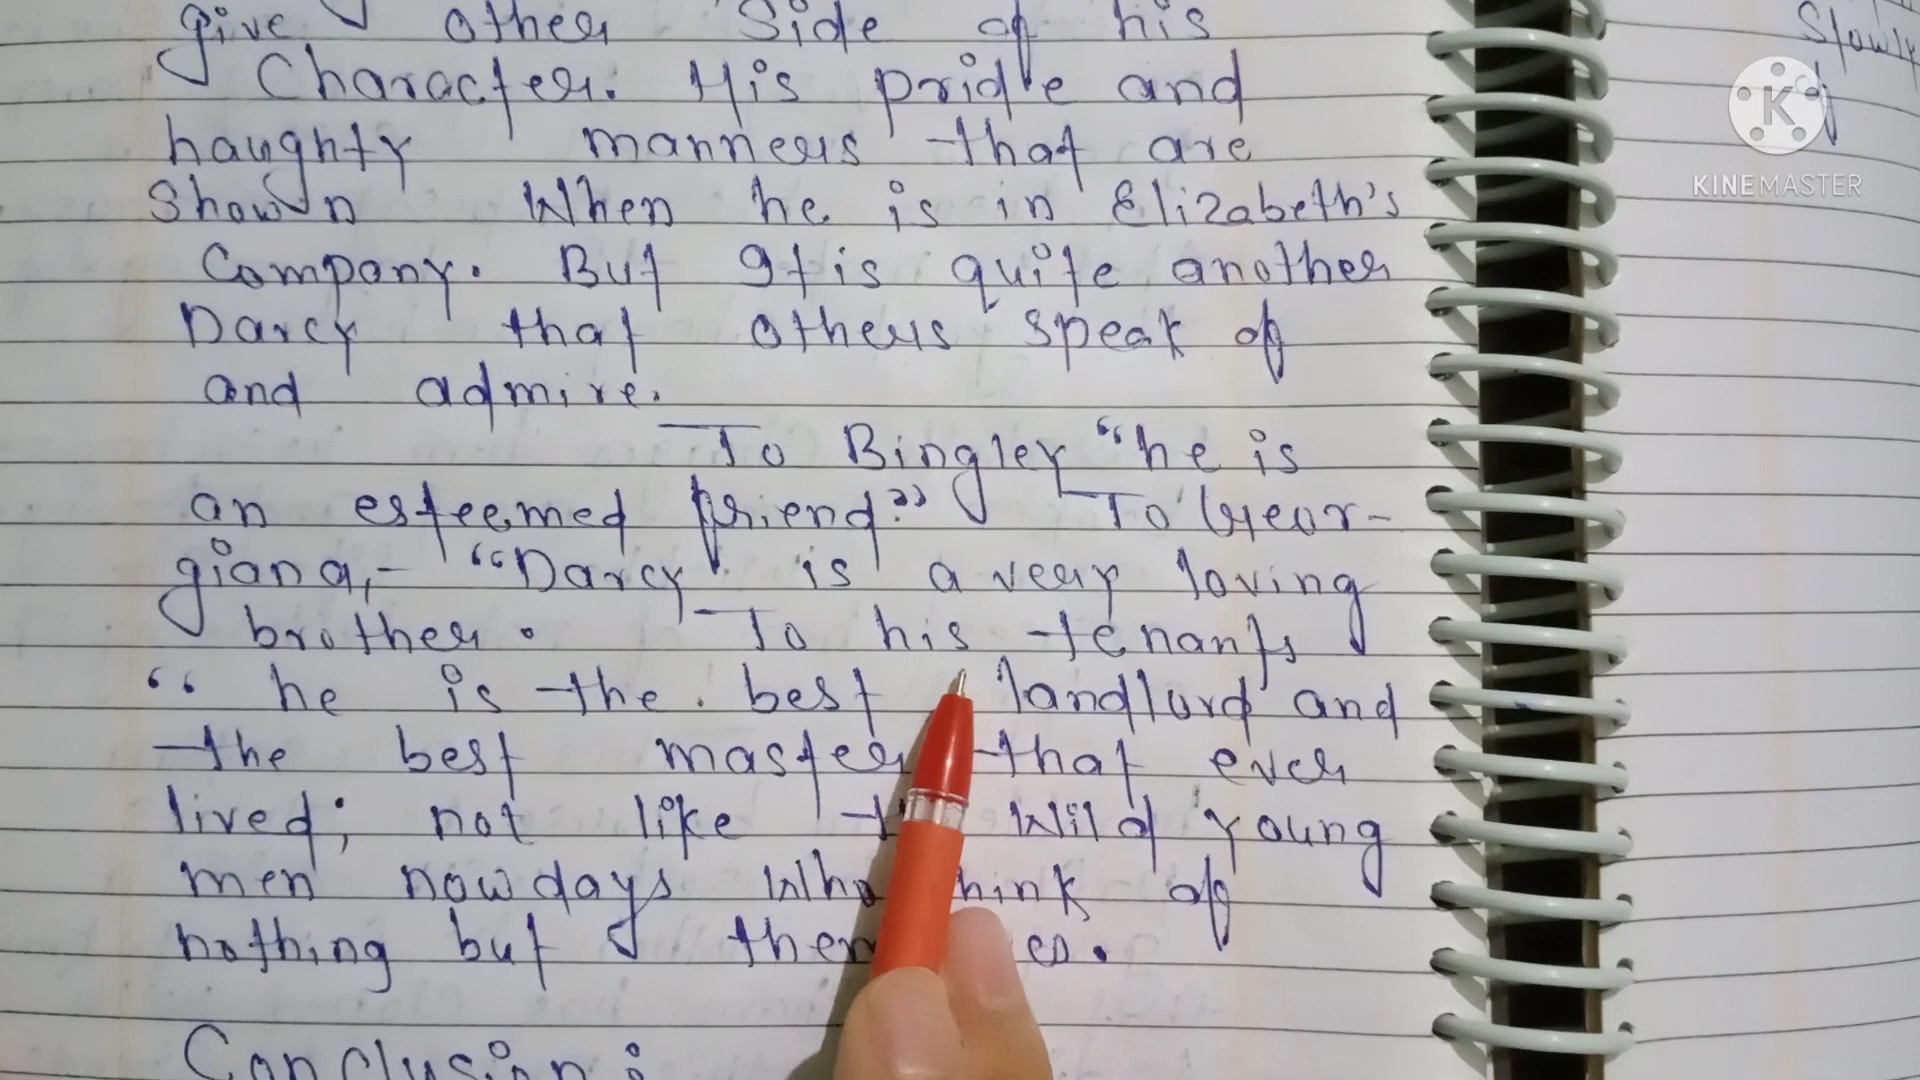 give other side of his
Character. His pride and
haughty manners that are
shown when he is in Elizabeth's
Company. But It is quite another
Darcy that others speak of
and admire.
To Bingley "he is
an esteemed friend." To Geor-
giana,- "Darcy is a very loving
brother. To his tenants
"he is the best landlord and
the best master that ever
lived; not like wild young
men nowdays who think of
nothing but
Conclusion:
Slowly
of
K
KINEMASTER